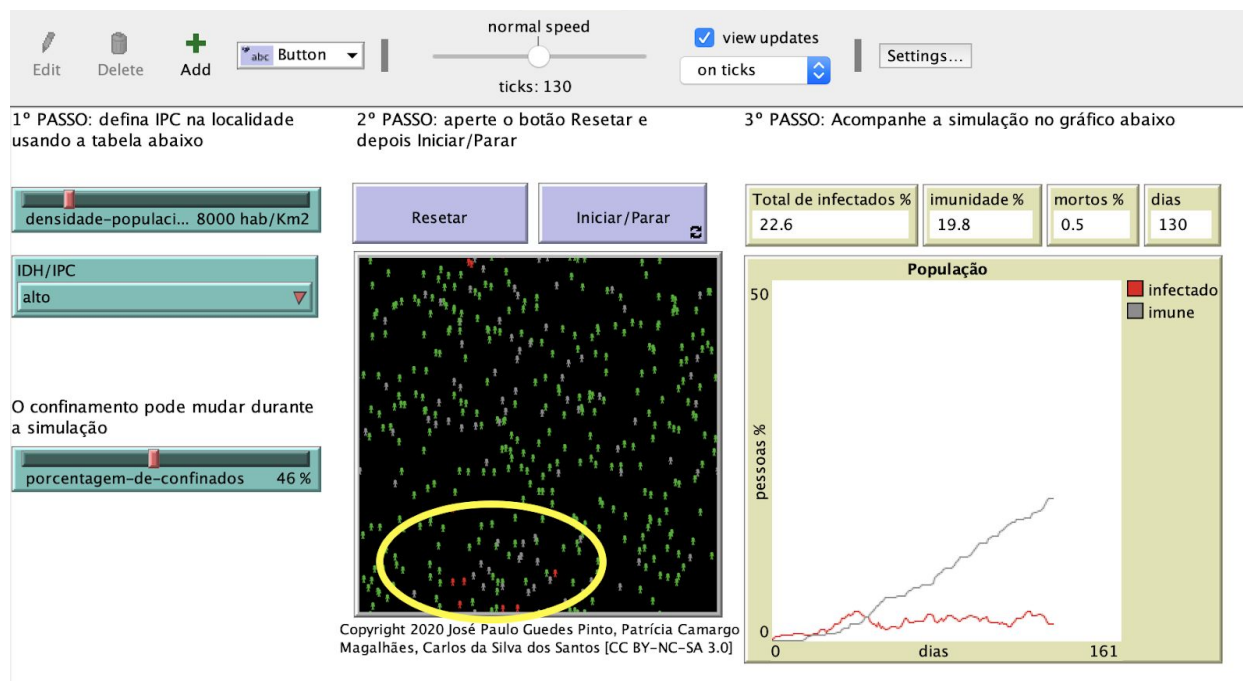 normal speed
view updates
abc Button
Edit
Delete
Add
on ticks
Settings...
ticks: 130
1º PASSO: defina IPC na localidade
usando a tabela abaixo
2º PASSO: aperte o botão Resetar e
depois Iniciar/Parar
3º PASSO: Acompanhe a simulação no gráfico abaixo
densidade-populaci... 8000 hab/Km2
IDH/IPC
alto
O confinamento pode mudar durante
a simulação
porcentagem-de-confinados 46 %
Resetar
Iniciar/Parar
Copyright 2020 José Paulo Guedes Pinto, Patrícia Camargo
Magalhães, Carlos da Silva dos Santos [CC BY-NC-SA 3.0]
Total de infectados %
22.6
imunidade %
19.8
mortos %
0.5
dias
130
População
50
pessoas %
0
0
dias
161
infectado
imune